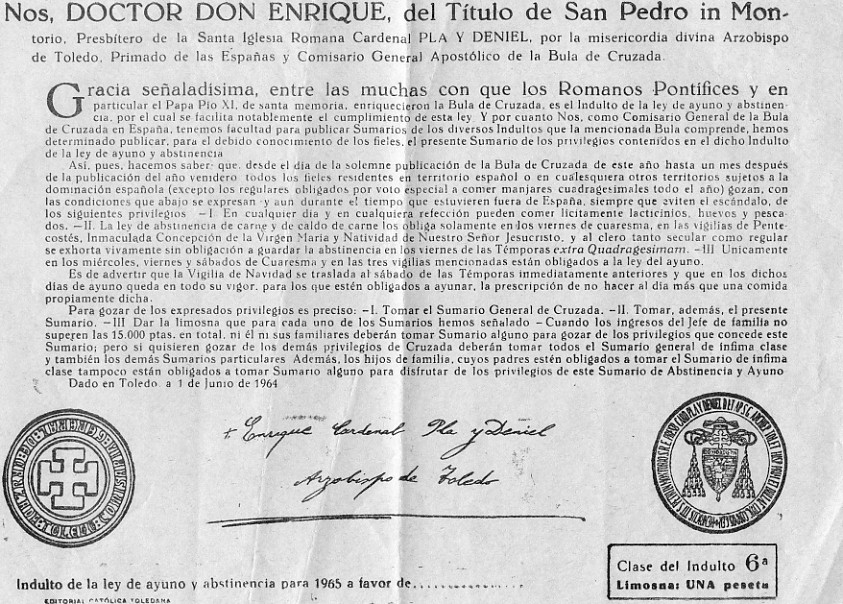 Nos, DOCTOR DON ENRIQUE, del Título de San Pedro in Mon-
torio, Presbítero de la Santa Iglesia Romana Cardenal PLA Y DENIEL, por la misericordia divina Arzobispo
de Toledo, Primado de las Españas y Comisario General Apostólico de la Bula de Cruzada.
Gracia señaladisima, entre las muchas con que los Romanos Pontífices y en
particular el Papa Pío XI, de santa memoria, enriquecieron la Bula de Cruzada, es el Indulto de la ley de ayuno y abstinen-
cia, por el cual se facilita notablemente el cumplimiento de esta ley. Y por cuanto Nos, como Comisario General de la Bula
de Cruzada en España, tenemos facultad para publicar Sumarios de los diversos Indultos que la mencionada Bula comprende, hemos
determinado publicar, para el debido conocimiento de los fieles, el presente Sumario de los privilegios contenidos en el dicho Indulto
de la ley de ayuno y abstinencia
Así, pues, hacemos saber: que, desde el día de la solemne publicación de la Bula de Cruzada de este año hasta un mes después
de la publicación del año venidero todos los fieles residentes en territorio español o en cualesquiera otros territorios sujetos a la
dominación española (excepto los regulares obligados por voto especial a comer manjares cuadragesimales todo el año) gozan, con
las condiciones que abajo se expresan y aun durante el tiempo que estuvieren fuera de España, siempre que eviten el escándalo, de
los siguientes privilegios –I. En cualquier día y en cualquiera refección pueden comer lícitamente lacticinios, huevos y pesca-
dos. –II. La ley de abstinencia de carne y de caldo de carne los obliga solamente en los viernes de cuaresma, en las vigilias de Pente-
costés, Inmaculada Concepción de la Virgen María y Natividad de Nuestro Señor Jesucristo, y al clero tanto secular como regular
se exhorta vivamente sin obligación a guardar la abstinencia en los viernes de las Témporas extra Quadragesimam. –III Unicamente
en los miércoles, viernes y sábados de Cuaresma y en las tres vigilias mencionadas están obligados a la ley del ayuno.
Es de advertir que la Vigilia de Navidad se traslada al sábado de las Témporas inmediatamente anteriores y que en los dichos
días de ayuno queda en todo su vigor, para los que estén obligados a ayunar, la prescripción de no hacer al día más que una comida
propiamente dicha.
Para gozar de los expresados privilegios es preciso: –I. Tomar el Sumario General de Cruzada. –II. Tomar, además, el presente
Sumario. –III Dar la limosna que para cada uno de los Sumarios hemos señalado – Cuando los ingresos del Jefe de familia no
superen las 15.000 ptas. en total, ni él ni sus familiares deberán tomar Sumario alguno para gozar de los privilegios que concede este
Sumario; pero si quisieren gozar de los demás privilegios de Cruzada deberán tomar todos el Sumario general de ínfima clase
y también los demás Sumarios particulares Además, los hijos de familia, cuyos padres estén obligados a tomar el Sumario de ínfima
clase tampoco están obligados a tomar Sumario alguno para disfrutar de los privilegios de este Sumario de Abstinencia y Ayuno
Dado en Toledo, a 1 de Junio de 1964
+ Enrique Cardenal Pla y Deniel
Arzobispo de Toledo
Clase del Indulto 6ª
Limosna: UNA peseta
Indulto de la ley de ayuno y abstinencia para 1965 a favor de..............
EDITORIAL CATÓLICA TOLEDANA